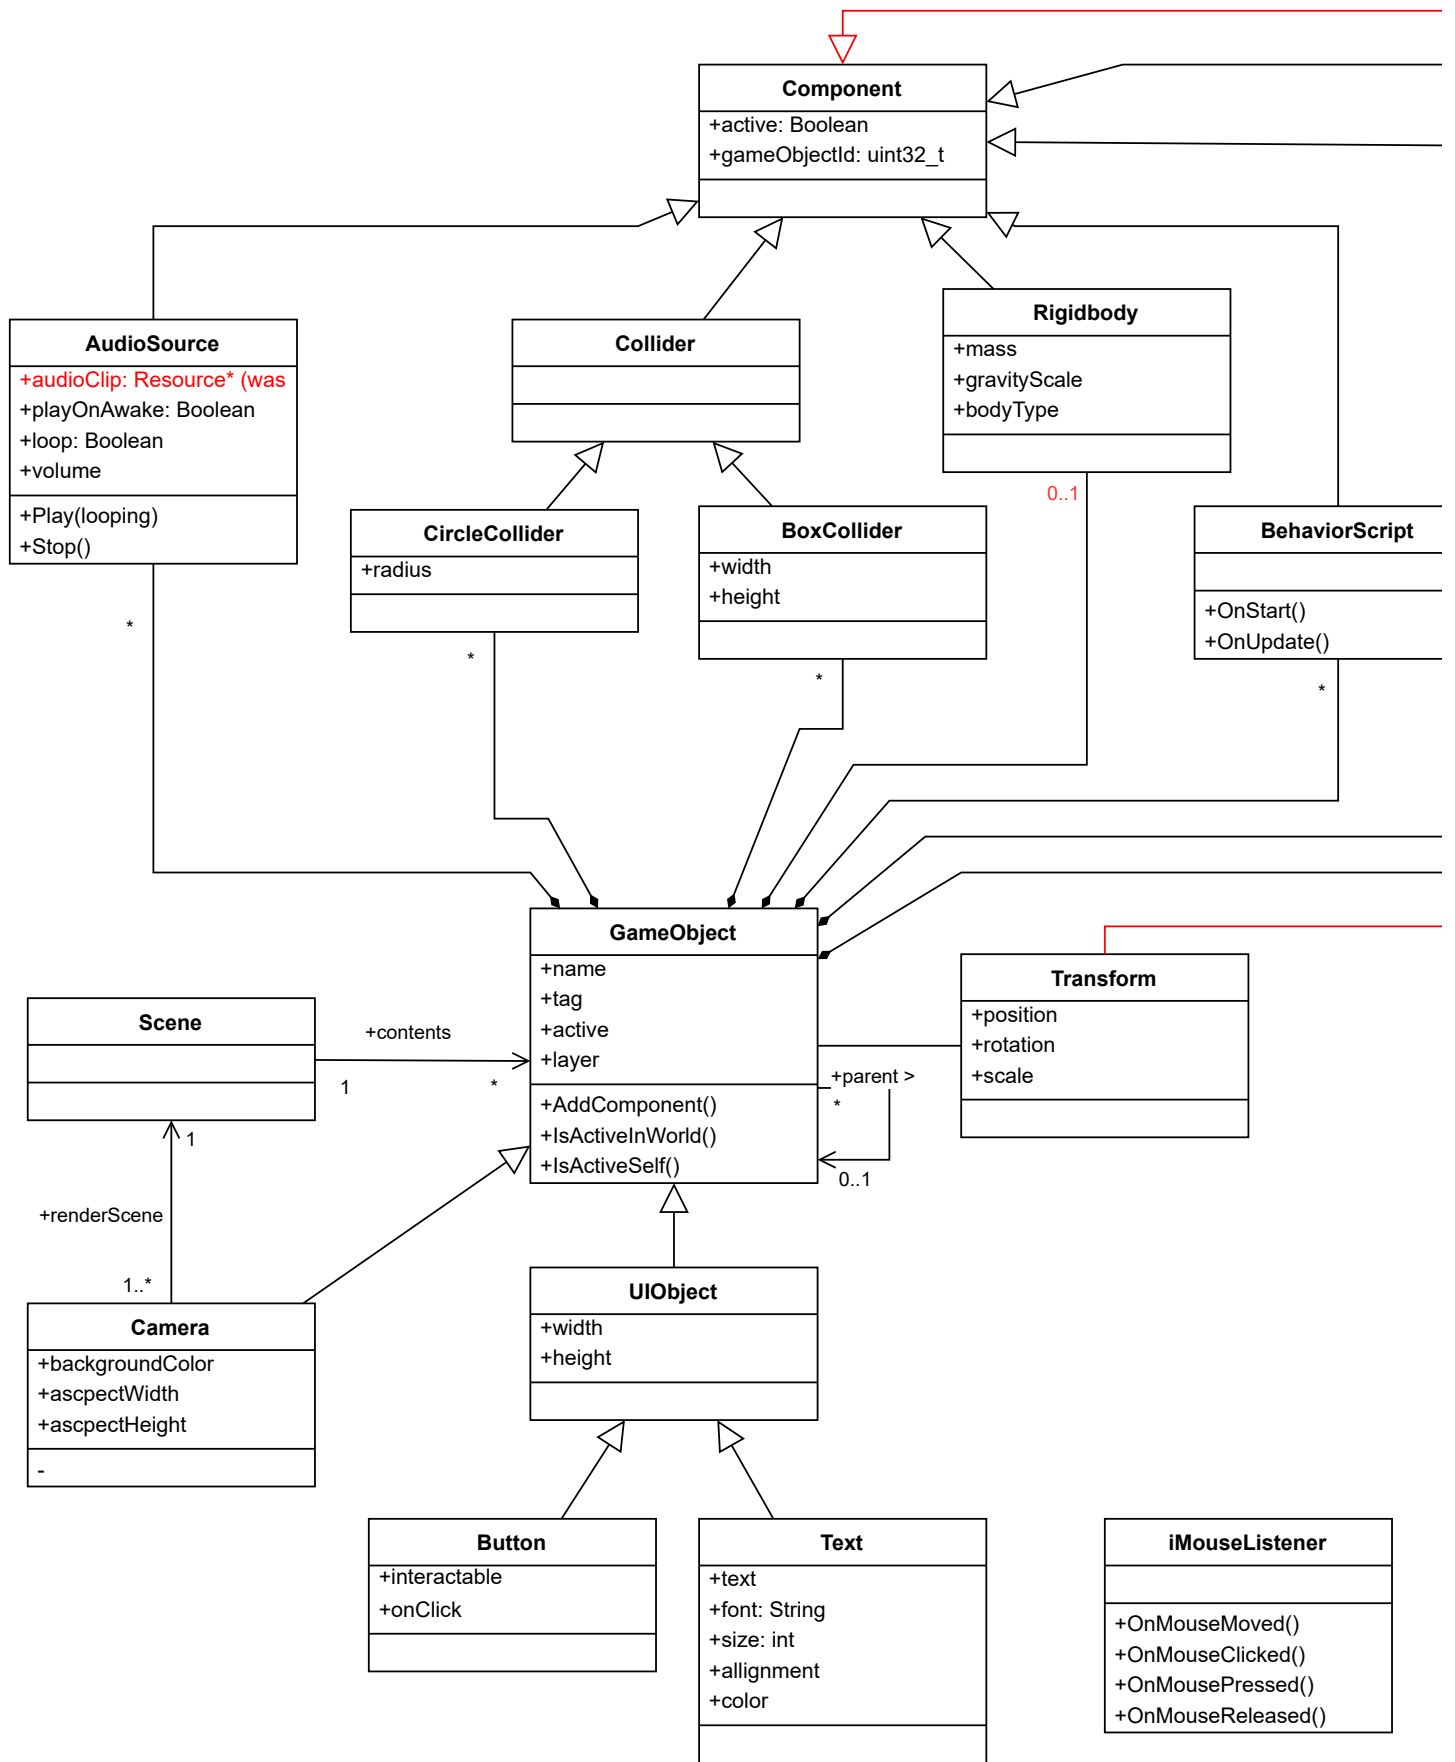 Component
+active: Boolean
+gameObjectId: uint32_t
AudioSource
+audioClip: Resource* (was
+playOnAwake: Boolean
+loop: Boolean
+volume
+Play(looping)
+Stop()
*
Collider
Rigidbody
+mass
+gravityScale
+bodyType
0..1
CircleCollider
+radius
*
BoxCollider
+width
+height
*
BehaviorScript
+OnStart()
+OnUpdate()
*
GameObject
+name
+tag
+active
+layer
+AddComponent()
+IsActiveInWorld()
+IsActiveSelf()
Transform
+position
+rotation
+scale
+parent >
*
0..1
Scene
+contents
1
*
1
+renderScene
1..*
Camera
+backgroundColor
+ascpectWidth
+ascpectHeight
-
UIObject
+width
+height
Button
+interactable
+onClick
Text
+text
+font: String
+size: int
+allignment
+color
iMouseListener
+OnMouseMoved()
+OnMouseClicked()
+OnMousePressed()
+OnMouseReleased()